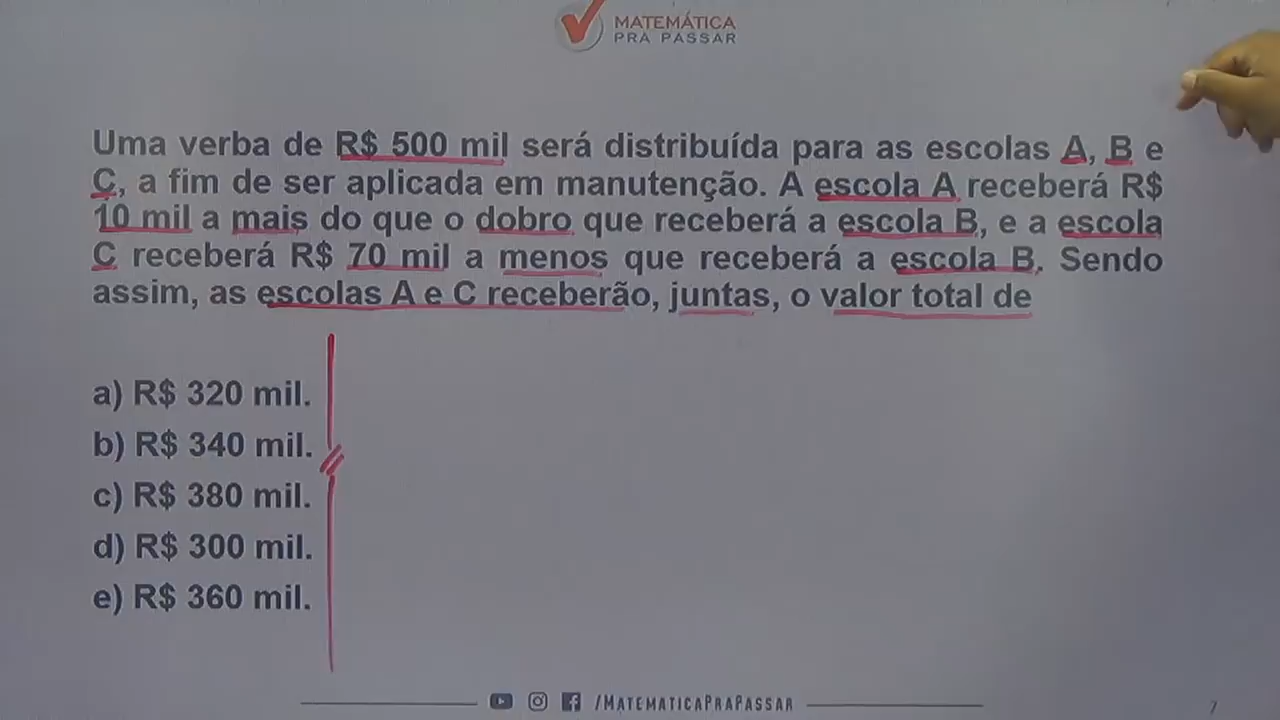 MATEMÁTICA
PRA PASSAR
Uma verba de R$ 500 mil será distribuída para as escolas A, B e
C, a fim de ser aplicada em manutenção. A escola A receberá R$
10 mil a mais do que o dobro que receberá a escola B, e a escola
C receberá R$ 70 mil a menos que receberá a escola B. Sendo
assim, as escolas A e C receberão, juntas, o valor total de
a) R$ 320 mil.
b) R$ 340 mil.
c) R$ 380 mil.
d) R$ 300 mil.
e) R$ 360 mil.
/MATEMATICAPRAPASSAR
7